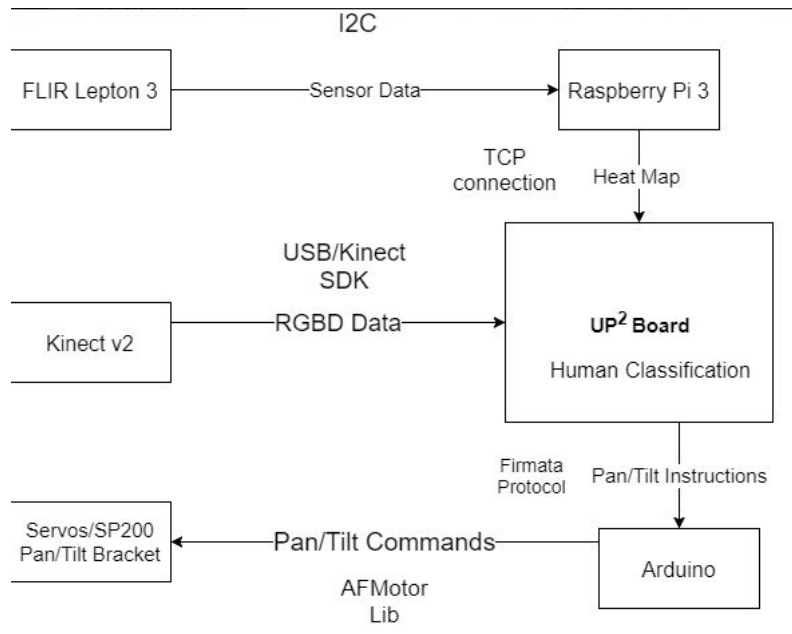 I2C
FLIR Lepton 3
Sensor Data
Raspberry Pi 3
TCP
connection
Heat Map
USB/Kinect
SDK
RGBD Data
Kinect v2
UP² Board
Human Classification
Firmata
Protocol
Pan/Tilt Instructions
Servos/SP200
Pan/Tilt Bracket
Pan/Tilt Commands
Arduino
AFMotor
Lib